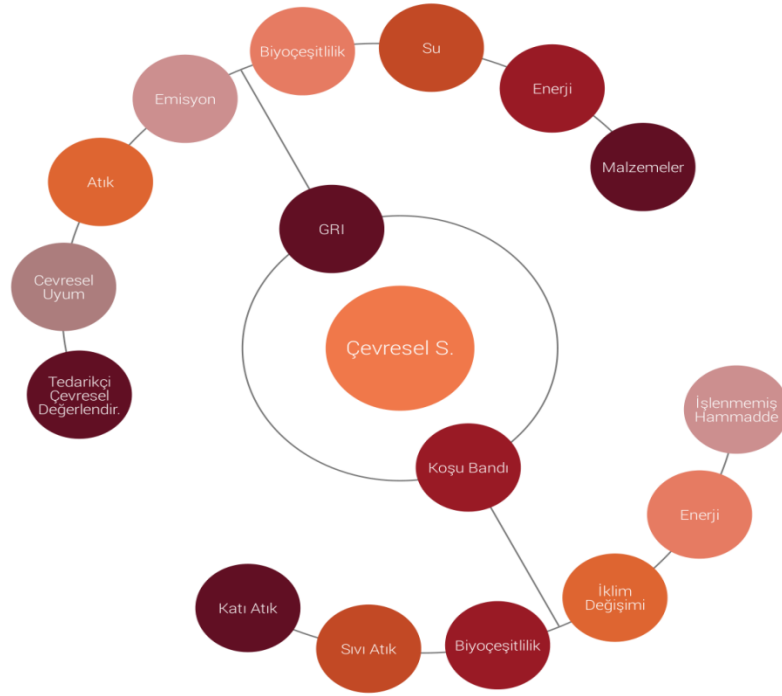 Biyoçeşitlilik
Su
Enerji
Emisyon
Malzemeler
Atık
GRI
Cevresel
Uyum
Çevresel S.
Tedarikçi
Çevresel
Değerlendir.
İşlenmemiş
Hammadde
Koşu Bandı
Enerji
İklim
Değişimi
Katı Atık
Sıvı Atık
Biyoçeşitlilik